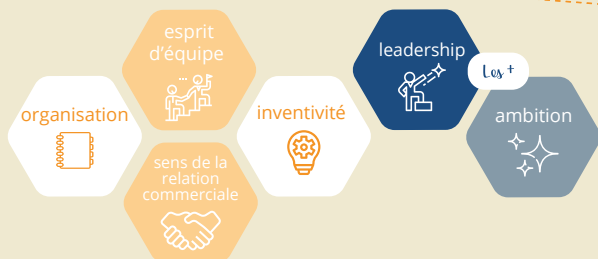 organisation
esprit
d'équipe
sens de la
relation
commerciale
inventivité
leadership
Les +
ambition